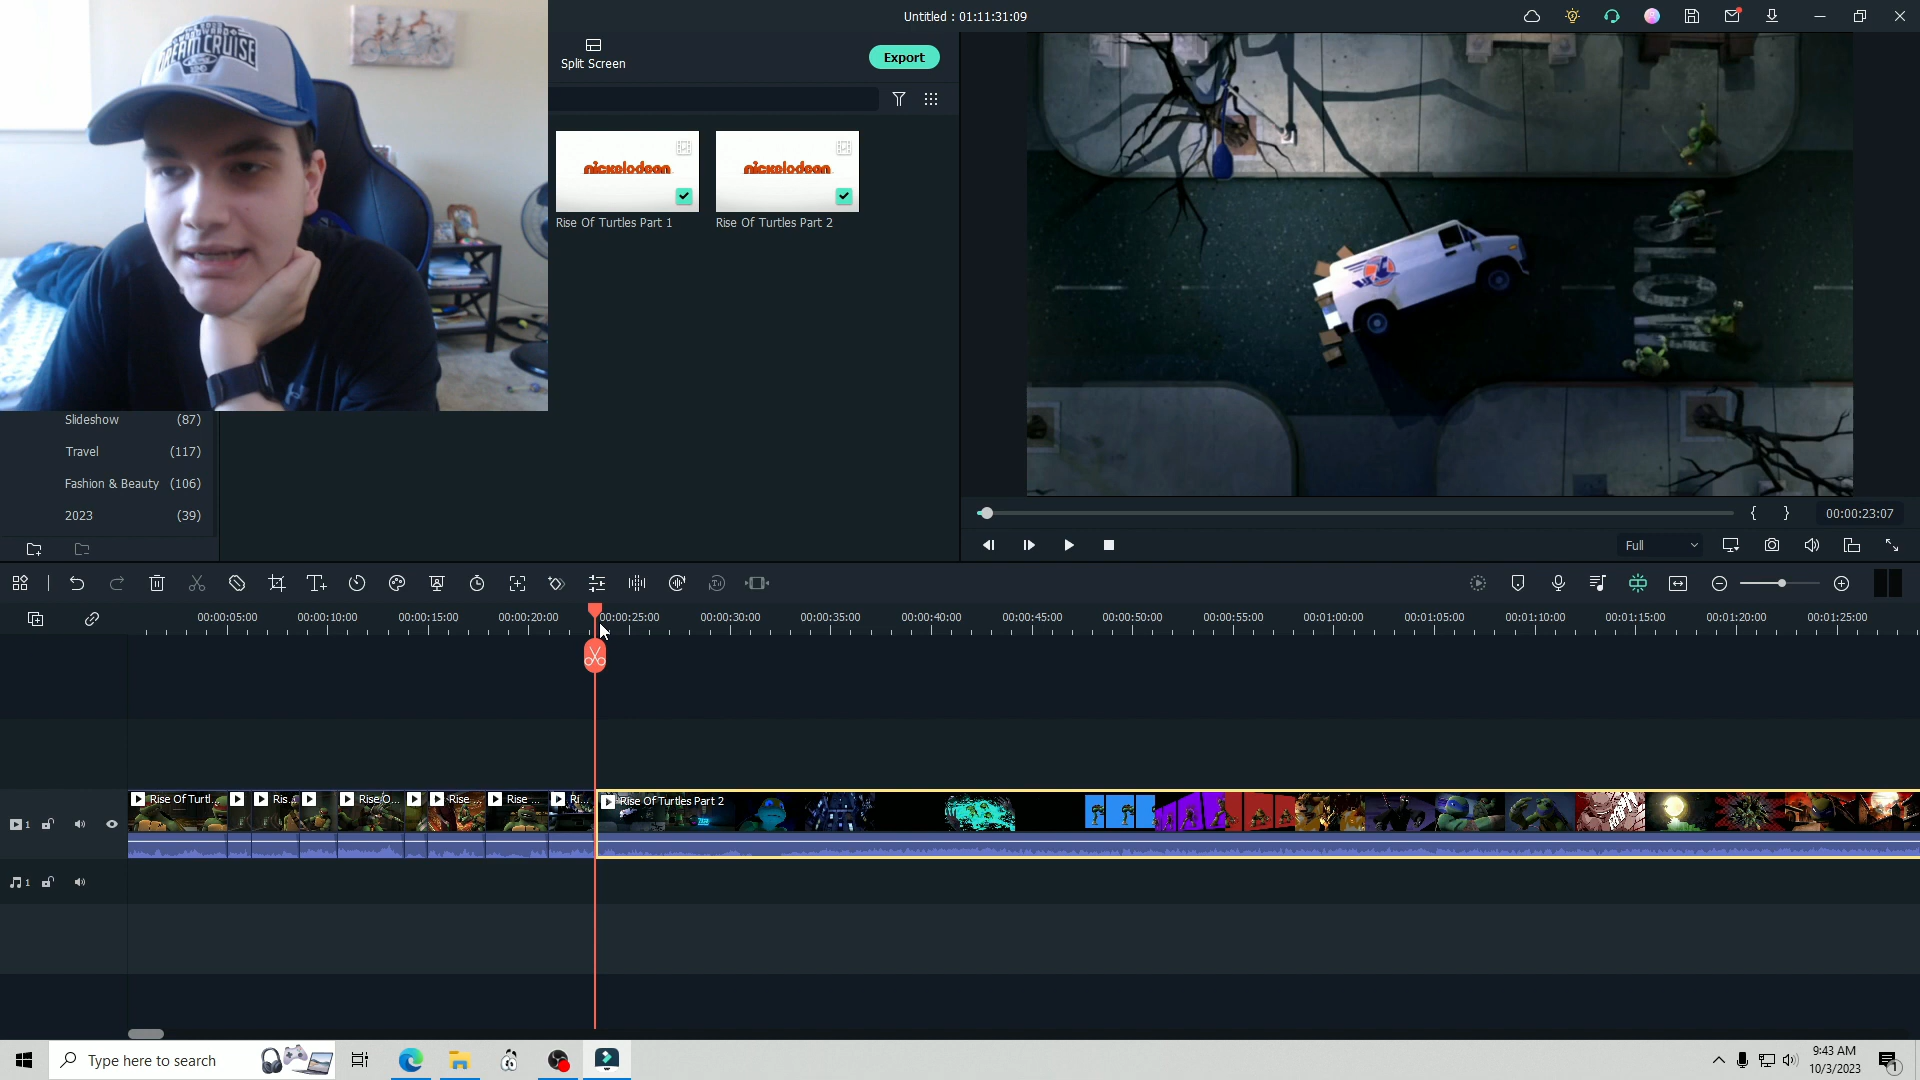 Untitled : 01:11:31:09
DREAM CRUISE
Split Screen
Export
nickelodeon
nickelodeon
Rise Of Turtles Part 1
Rise Of Turtles Part 2
SLOW
Slideshow (87)
Travel (117)
Fashion & Beauty (106)
2023 (39)
{ } 00:00:23:07
Full
00:00:05:00 00:00:10:00 00:00:15:00 00:00:20:00 00:00:25:00 00:00:30:00 00:00:35:00 00:00:40:00 00:00:45:00 00:00:50:00 00:00:55:00 00:01:00:00 00:01:05:00 00:01:10:00 00:01:15:00 00:01:20:00 00:01:25:00
Rise Of Turtl... Ris... Rise O... Rise ... Rise ... Ri... Rise Of Turtles Part 2
1
1
Type here to search
9:43 AM
10/3/2023
1